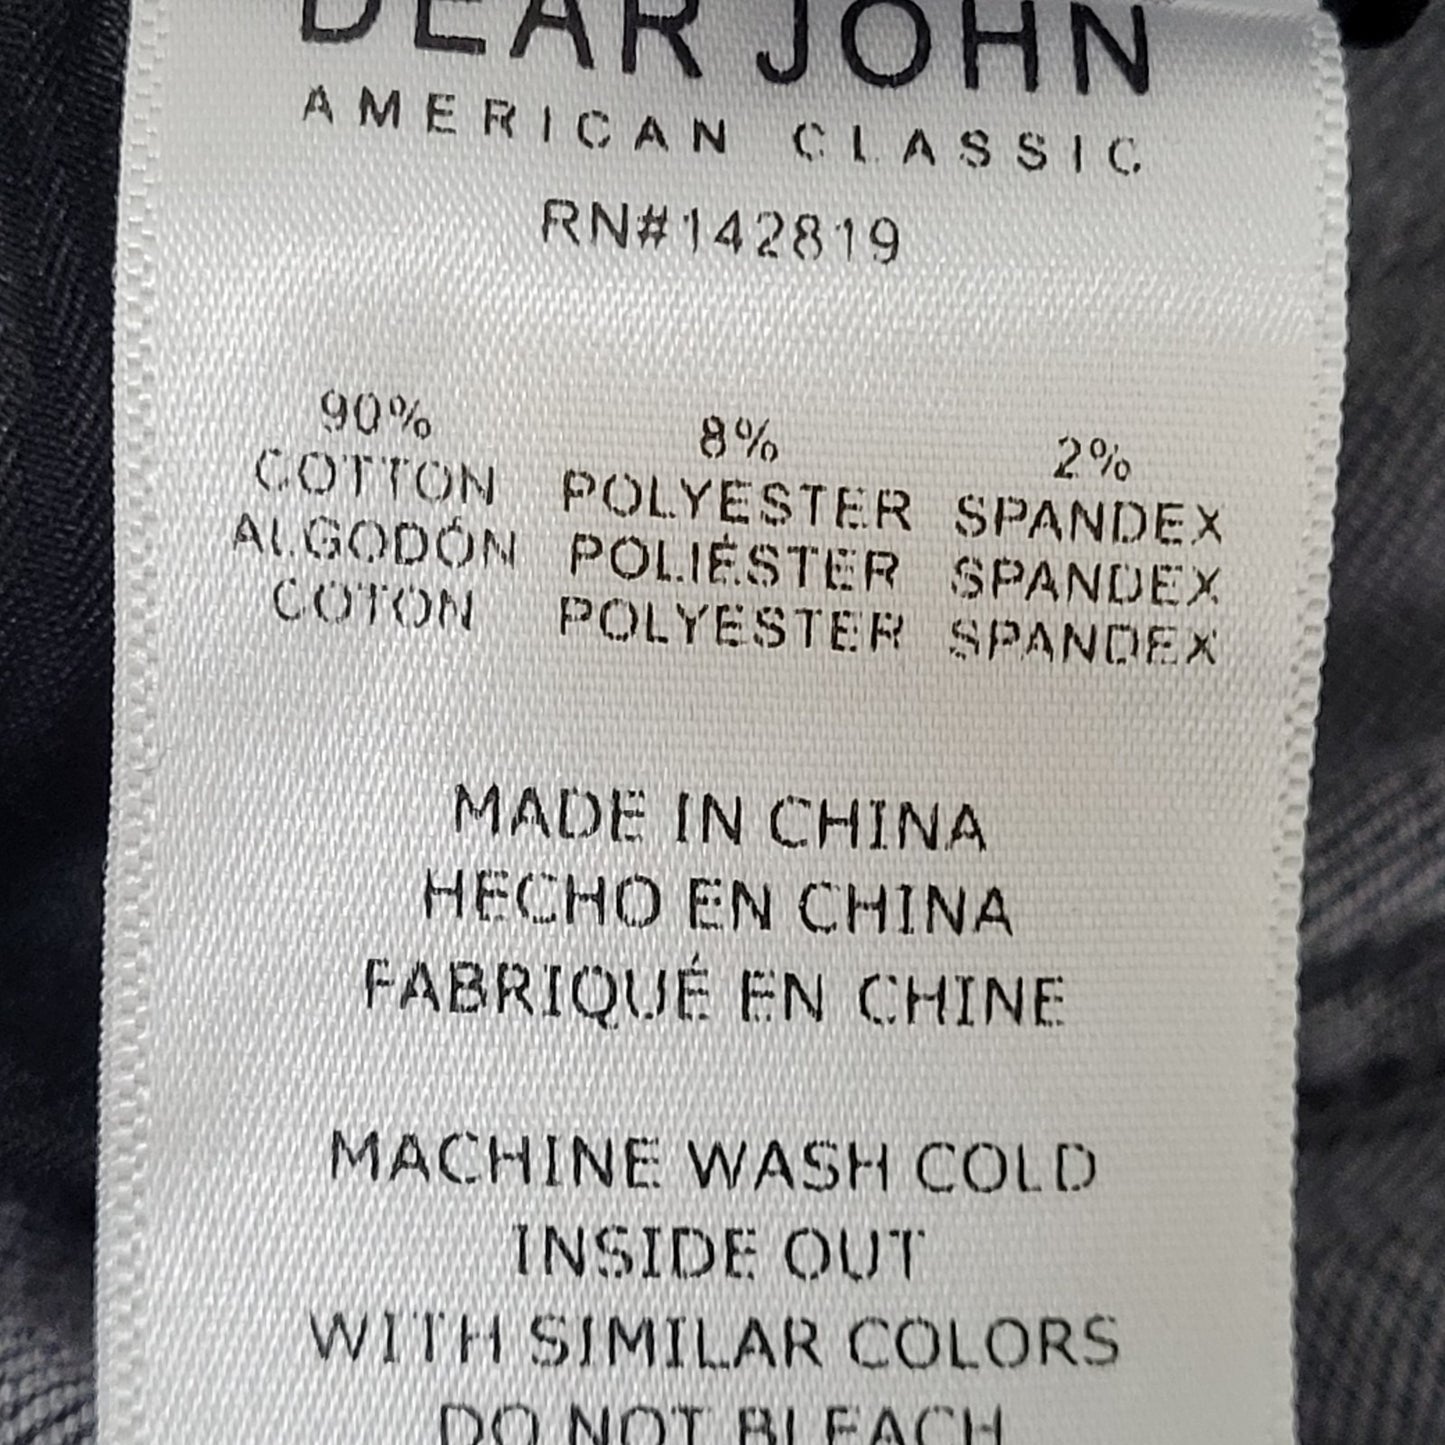 DEAR JOHN
AMERICAN CLASSIC
RN#142819
90% 8% 2%
COTTON POLYESTER SPANDEX
ALGODÓN POLIÉSTER SPANDEX
COTON POLYESTER SPANDEX
MADE IN CHINA
HECHO EN CHINA
FABRIQUÉ EN CHINE
MACHINE WASH COLD
INSIDE OUT
WITH SIMILAR COLORS
DO NOT BLEACH